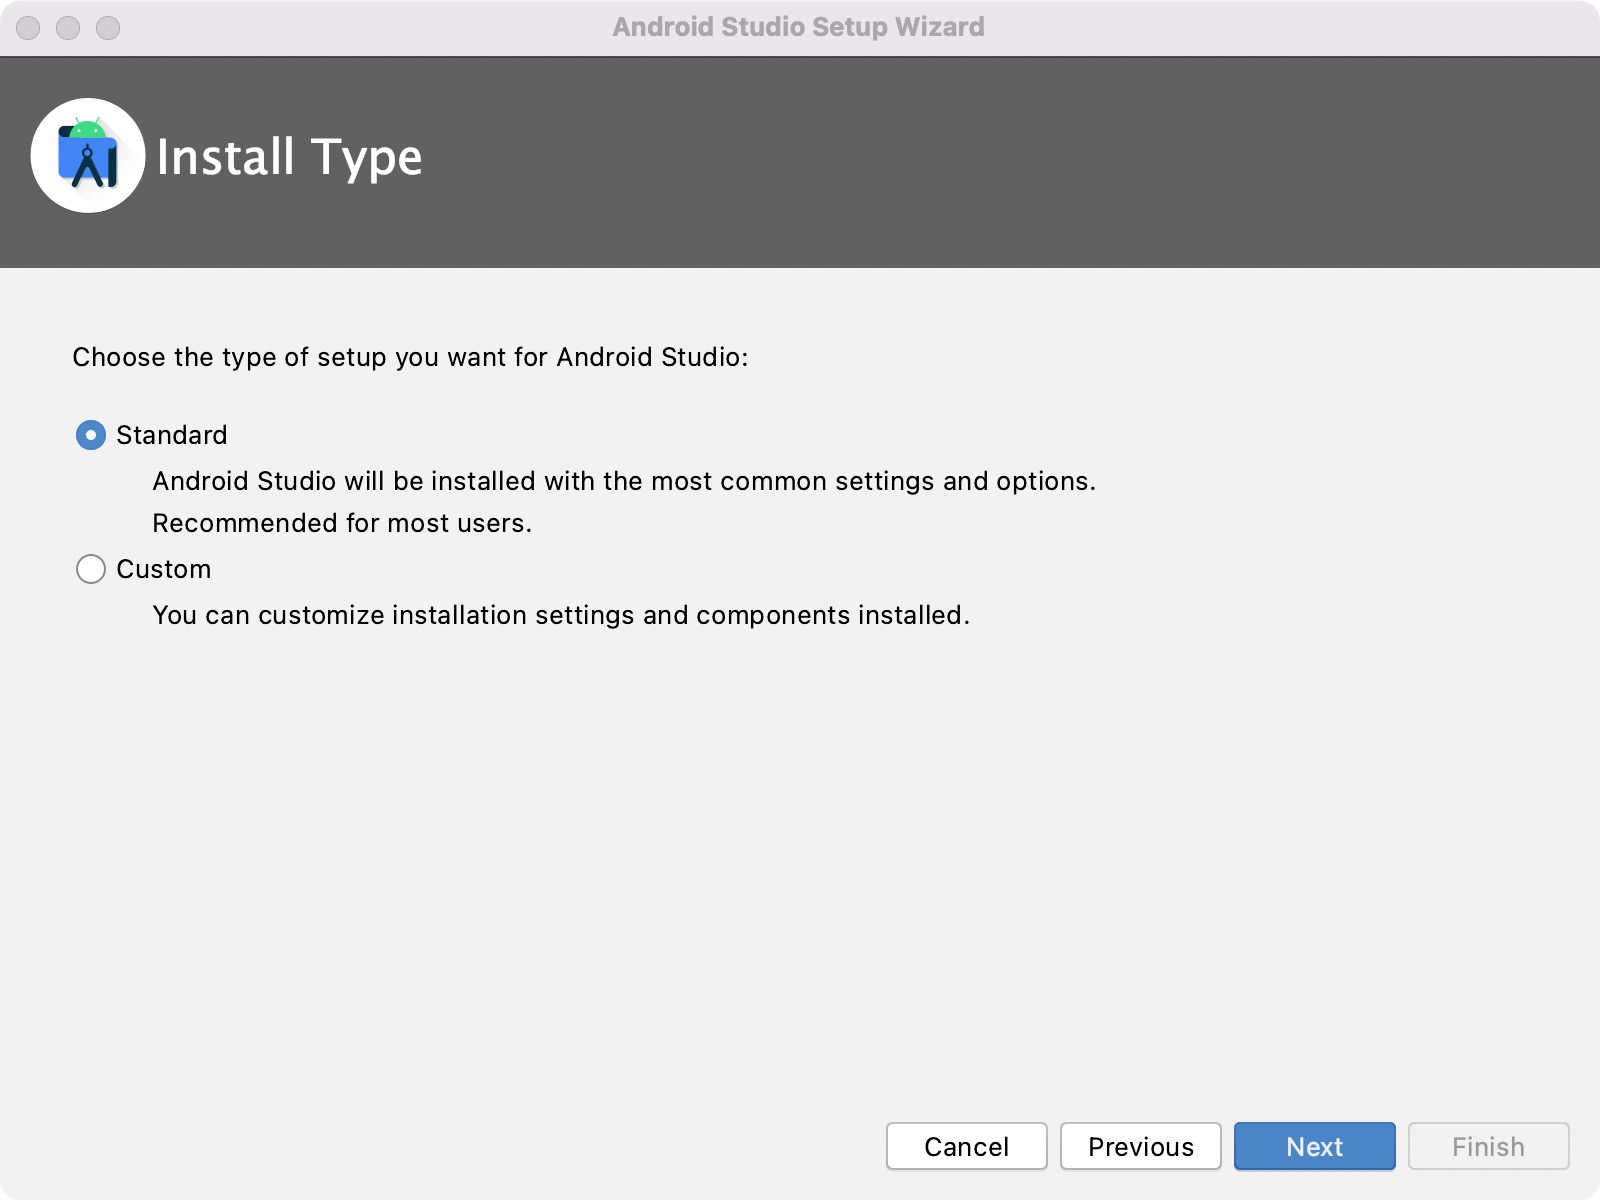 Android Studio Setup Wizard
Install Type
Choose the type of setup you want for Android Studio:
Standard
Android Studio will be installed with the most common settings and options.
Recommended for most users.
Custom
You can customize installation settings and components installed.
Cancel
Previous
Next
Finish